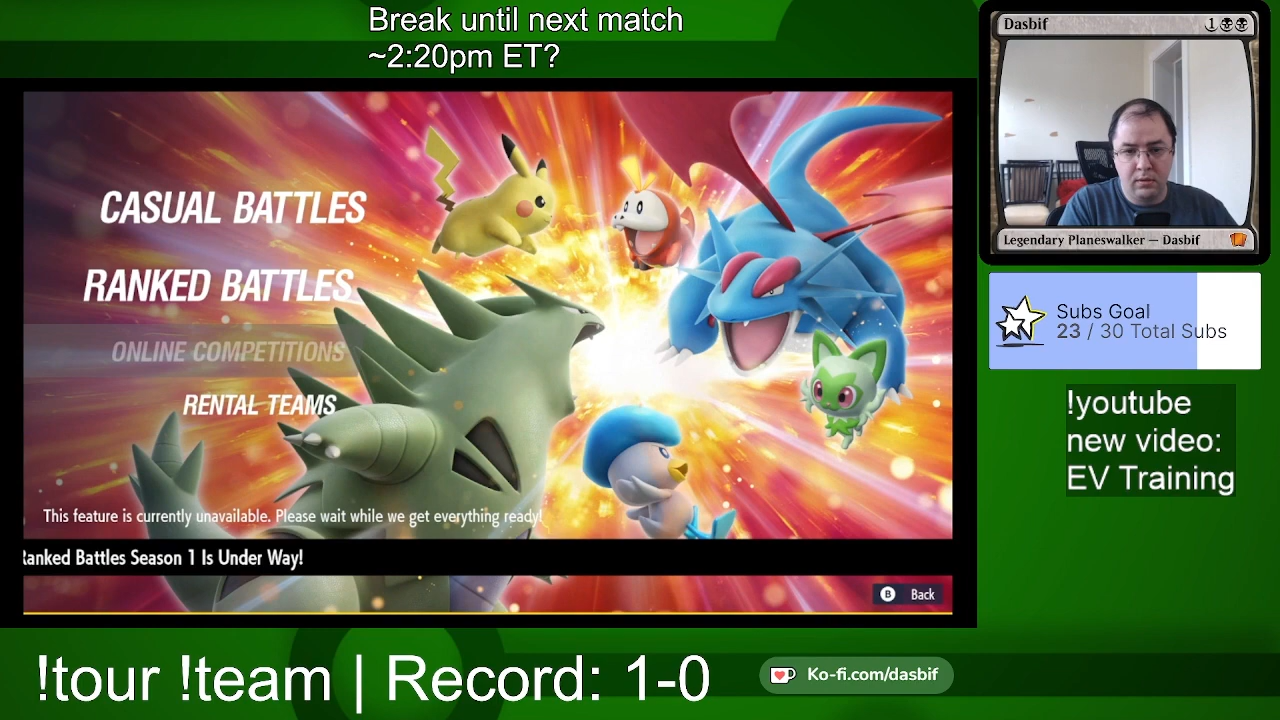 Break until next match
~2:20pm ET?
Dasbif
1
CASUAL BATTLES
RANKED BATTLES
ONLINE COMPETITIONS
RENTAL TEAMS
This feature is currently unavailable. Please wait while we get everything ready!
Ranked Battles Season 1 Is Under Way!
B Back
Legendary Planeswalker — Dasbif
Subs Goal
23 / 30 Total Subs
!youtube
new video:
EV Training
!tour !team | Record: 1-0
Ko-fi.com/dasbif